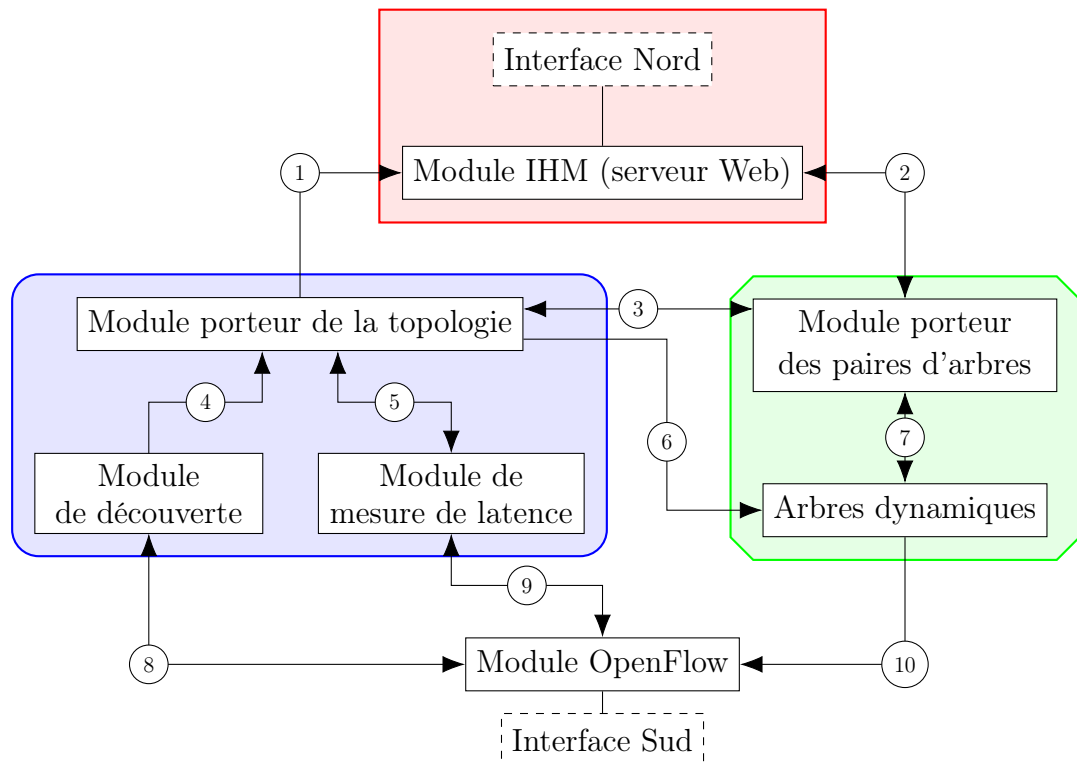 Interface Nord
1
Module IHM (serveur Web)
2
Module porteur de la topologie
3
Module porteur
des paires d'arbres
4
5
6
7
Module
de découverte
Module de
mesure de latence
Arbres dynamiques
9
8
Module OpenFlow
10
Interface Sud